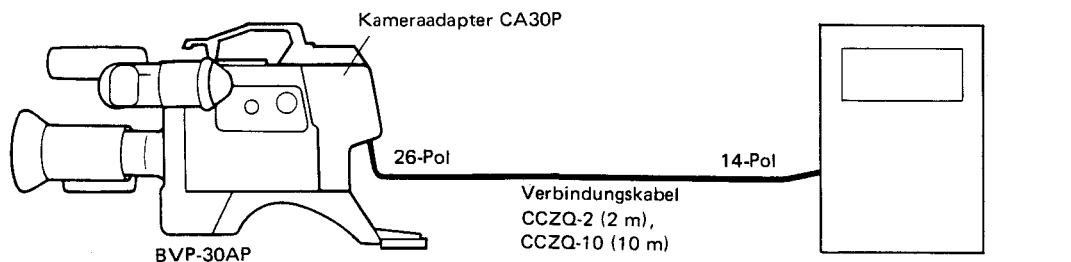 Kameraadapter CA30P
26-Pol
14-Pol
Verbindungskabel
CCZQ-2 (2 m),
CCZQ-10 (10 m)
BVP-30AP